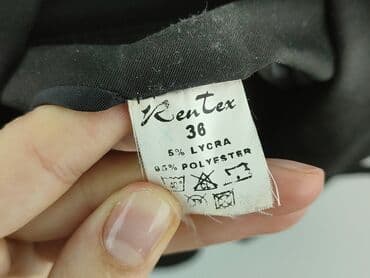 Rentex
36
5% LYCRA
95% POLYESTER